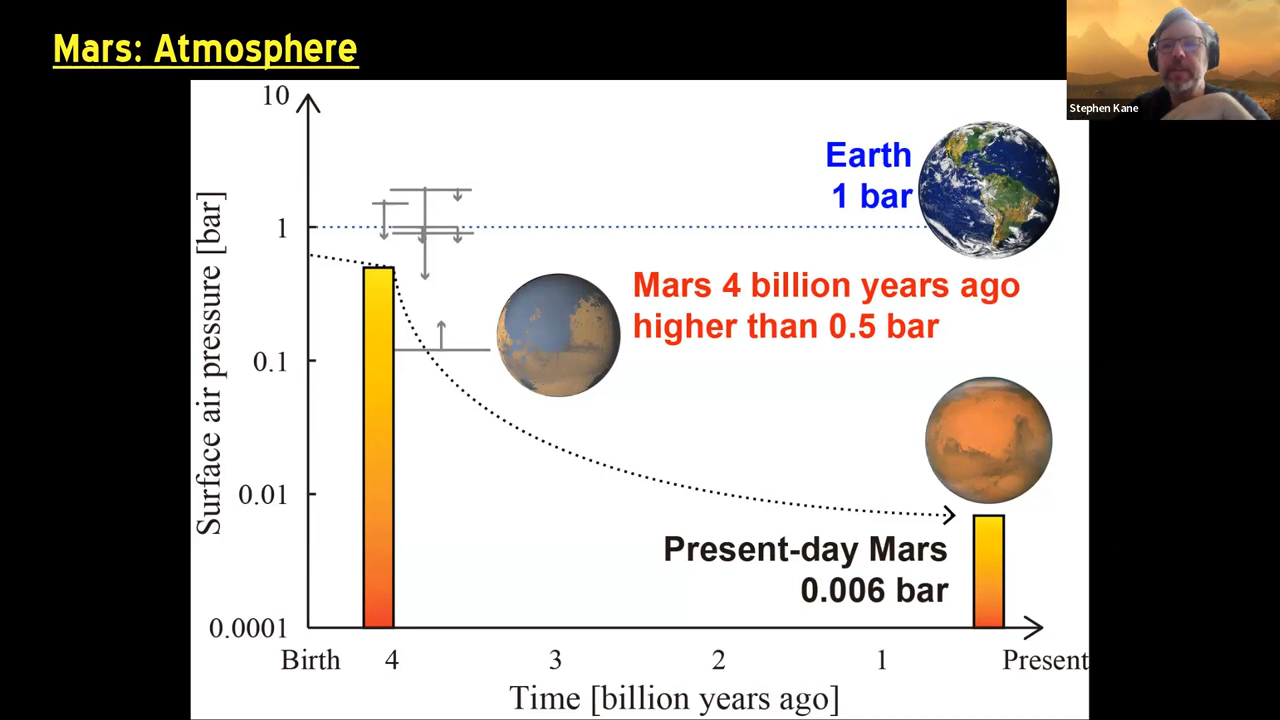 Mars: Atmosphere
Stephen Kane
10
1
0.1
0.01
0.0001
Surface air pressure [bar]
Earth
1 bar
Mars 4 billion years ago
higher than 0.5 bar
Present-day Mars
0.006 bar
Birth 4 3 2 1 Present
Time [billion years ago]